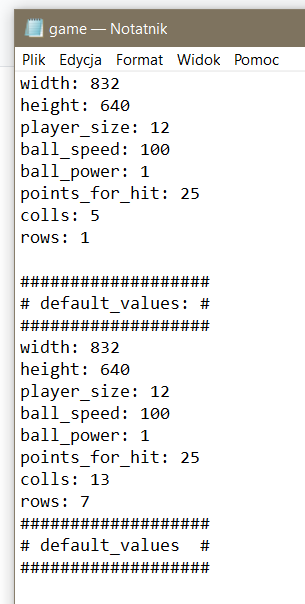 game — Notatnik
Plik Edycja Format Widok Pomoc
width: 832
height: 640
player_size: 12
ball_speed: 100
ball_power: 1
points_for_hit: 25
colls: 5
rows: 1

###################
# default_values: #
###################
width: 832
height: 640
player_size: 12
ball_speed: 100
ball_power: 1
points_for_hit: 25
colls: 13
rows: 7
###################
# default_values  #
###################